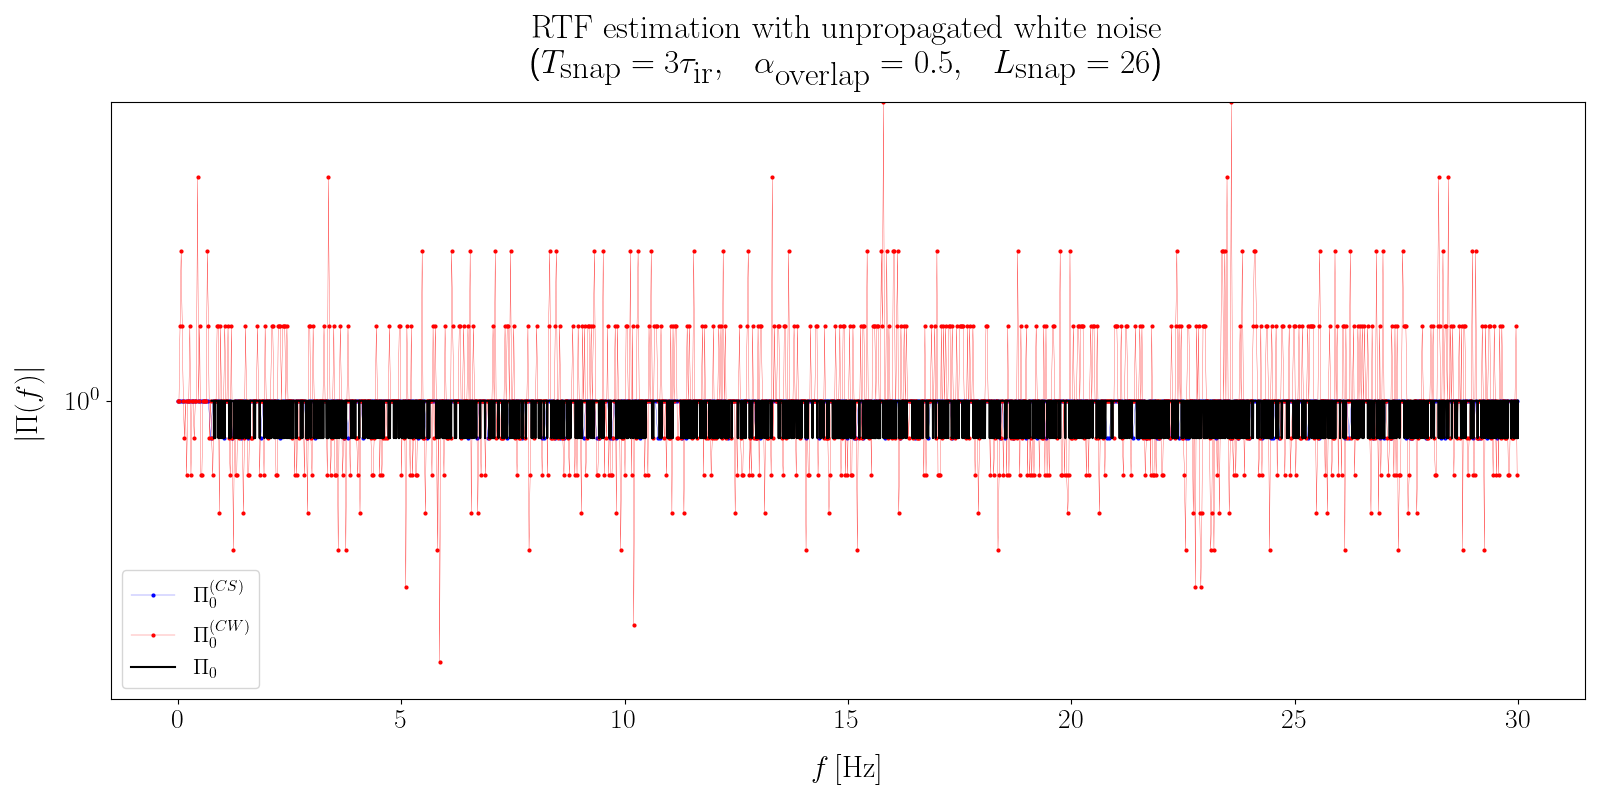 RTF estimation with unpropagated white noise
(T_snap = 3τ_ir,   α_overlap = 0.5,   L_snap = 26)
|Π(f)|
10^0
Π_0^(CS)
Π_0^(CW)
Π_0
0 5 10 15 20 25 30
f [Hz]